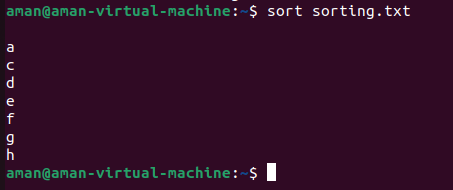 aman@aman-virtual-machine:~$ sort sorting.txt

a
c
d
e
f
g
h
aman@aman-virtual-machine:~$